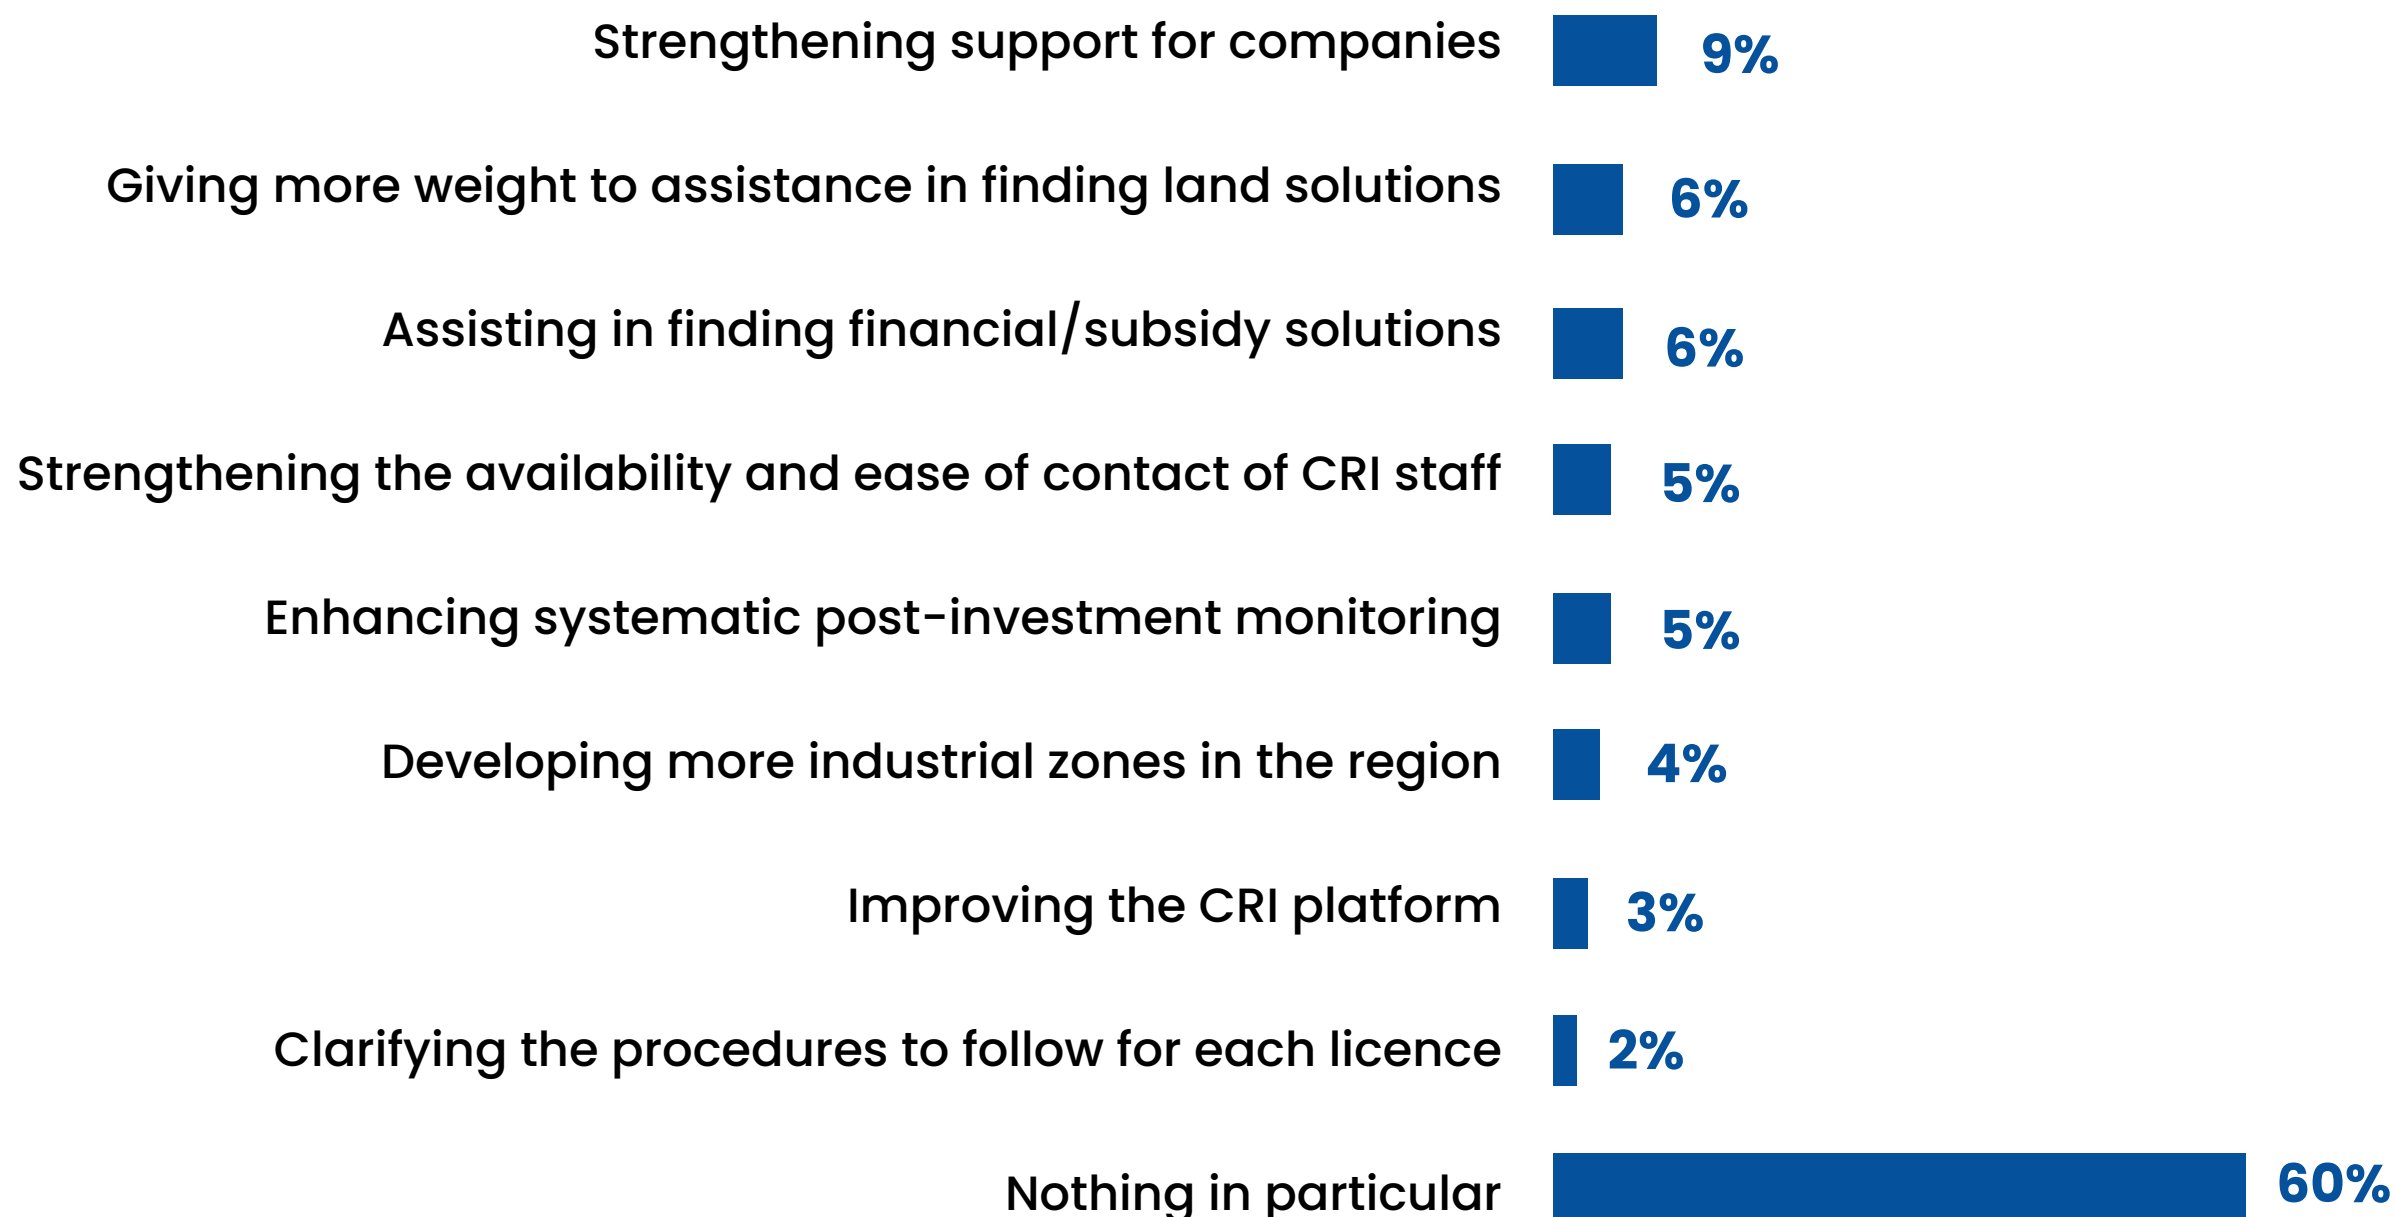 Strengthening support for companies 9%
Giving more weight to assistance in finding land solutions 6%
Assisting in finding financial/subsidy solutions 6%
Strengthening the availability and ease of contact of CRI staff 5%
Enhancing systematic post-investment monitoring 5%
Developing more industrial zones in the region 4%
Improving the CRI platform 3%
Clarifying the procedures to follow for each licence 2%
Nothing in particular 60%